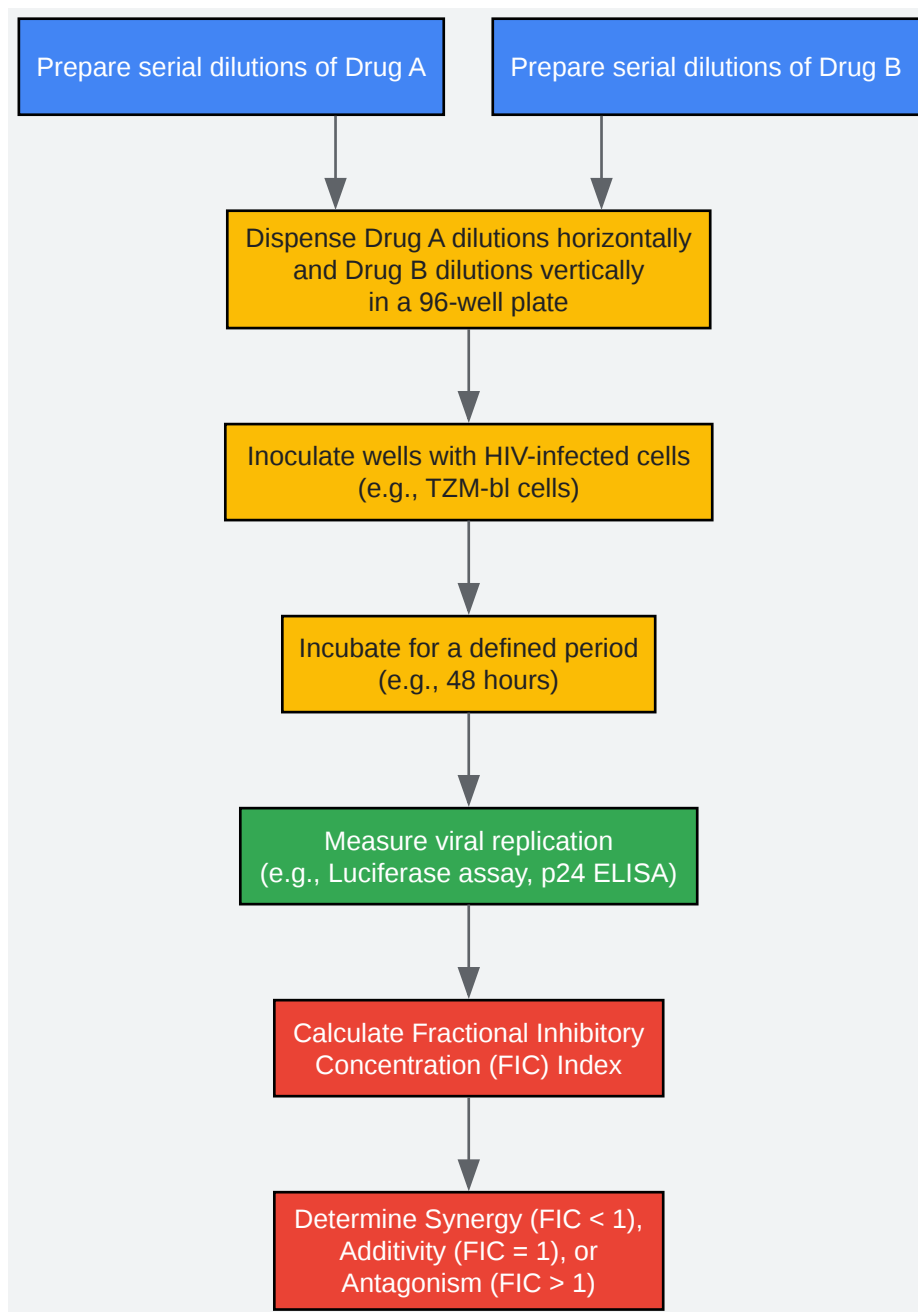 Prepare serial dilutions of Drug A
Prepare serial dilutions of Drug B
Dispense Drug A dilutions horizontally
and Drug B dilutions vertically
in a 96-well plate
Inoculate wells with HIV-infected cells
(e.g., TZM-bl cells)
Incubate for a defined period
(e.g., 48 hours)
Measure viral replication
(e.g., Luciferase assay, p24 ELISA)
Calculate Fractional Inhibitory
Concentration (FIC) Index
Determine Synergy (FIC < 1),
Additivity (FIC = 1), or
Antagonism (FIC > 1)